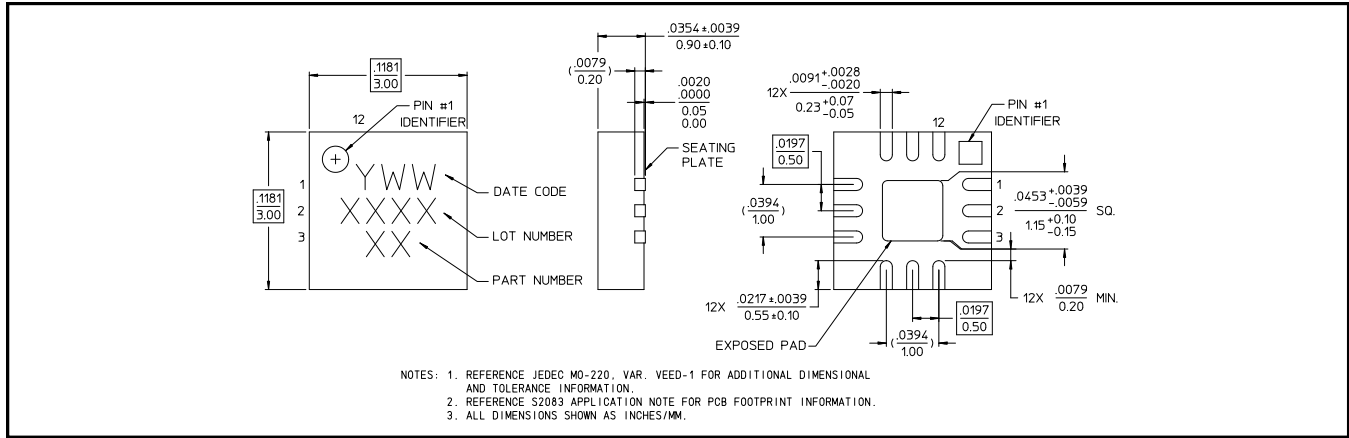 .1181
3.00
12
PIN #1
IDENTIFIER
.1181
3.00
1
2
3
YWW
XXXX
XX
DATE CODE
LOT NUMBER
PART NUMBER
.0354±.0039
0.90±0.10
(.0079
0.20)
.0020
.0000
0.05
0.00
SEATING
PLATE
12X .0091 +.0028 -.0020
0.23 +0.07 -0.05
12
PIN #1
IDENTIFIER
.0197
0.50
(.0394
1.00)
1
2
3
.0453 +.0039 -.0059 SQ.
1.15 +0.10 -0.15
12X .0217±.0039
0.55±0.10
12X .0079 MIN.
0.20
.0197
0.50
(.0394
1.00)
EXPOSED PAD
NOTES: 1. REFERENCE JEDEC MO-220, VAR. VEED-1 FOR ADDITIONAL DIMENSIONAL
AND TOLERANCE INFORMATION.
2. REFERENCE S2083 APPLICATION NOTE FOR PCB FOOTPRINT INFORMATION.
3. ALL DIMENSIONS SHOWN AS INCHES/MM.